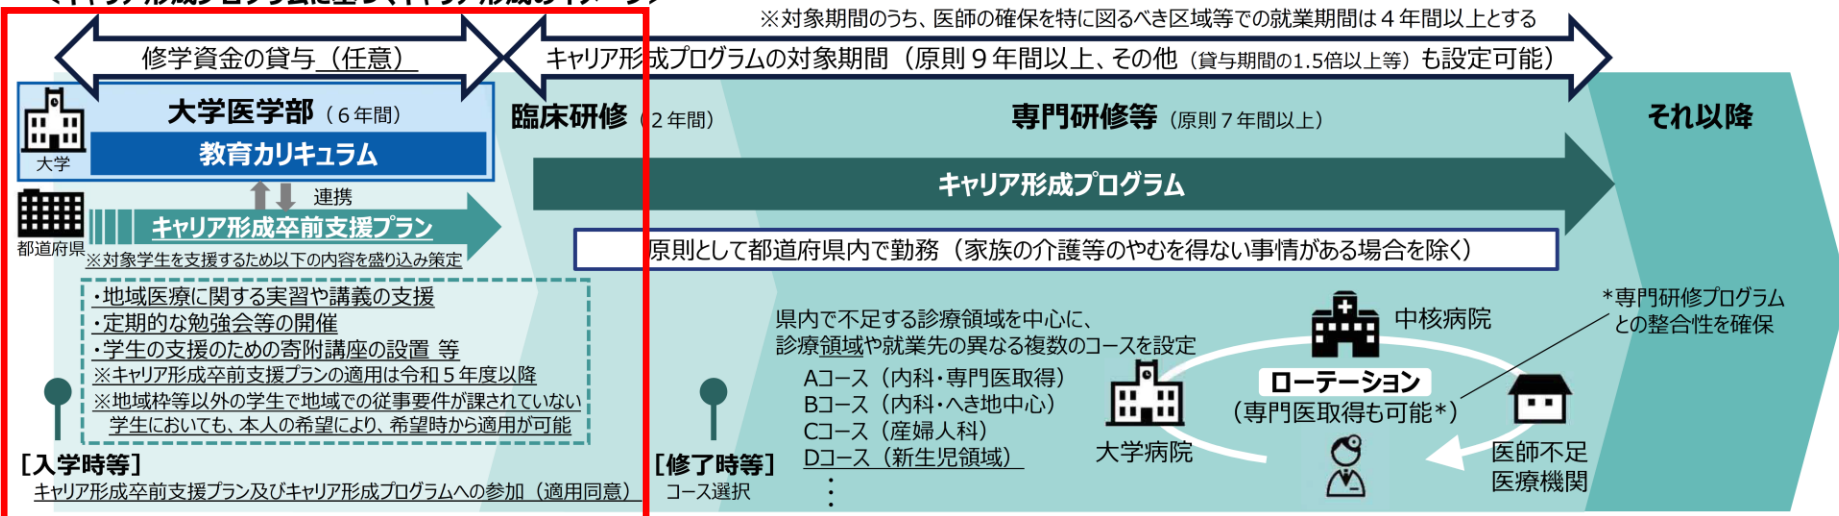 <キャリア形成プログラムに基づくキャリア形成のイメージ>
※対象期間のうち、医師の確保を特に図るべき区域等での就業期間は４年間以上とする
修学資金の貸与（任意）
キャリア形成プログラムの対象期間（原則９年間以上、その他（貸与期間の1.5倍以上等）も設定可能）
大学医学部（６年間）
臨床研修（２年間）
専門研修等（原則７年間以上）
それ以降
教育カリキュラム
大学
連携
キャリア形成プログラム
キャリア形成卒前支援プラン
都道府県
※対象学生を支援するため以下の内容を盛り込み策定
原則として都道府県内で勤務（家族の介護等のやむを得ない事情がある場合を除く）
・地域医療に関する実習や講義の支援
・定期的な勉強会等の開催
・学生の支援のための寄附講座の設置 等
※キャリア形成卒前支援プランの適用は令和５年度以降
※地域枠等以外の学生で地域での従事要件が課されていない
学生においても、本人の希望により、希望時から適用が可能
[入学時等]
キャリア形成卒前支援プラン及びキャリア形成プログラムへの参加（適用同意）
[修了時等]
コース選択
県内で不足する診療領域を中心に、
診療領域や就業先の異なる複数のコースを設定
Aコース（内科・専門医取得）
Bコース（内科・へき地中心）
Cコース（産婦人科）
Dコース（新生児領域）
⋮
中核病院
ローテーション
（専門医取得も可能*）
大学病院
医師不足
医療機関
*専門研修プログラム
との整合性を確保